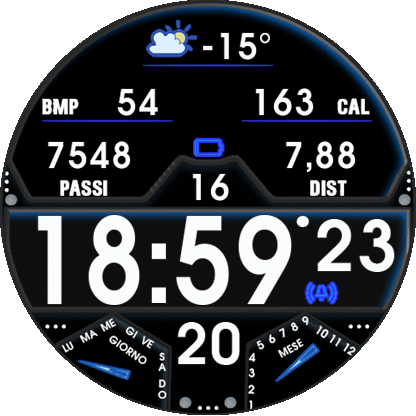 -15°
BMP 54 163 CAL
7548 7,88
PASSI 16 DIST
18:59 23
LU MA ME GI VE SA DO
GIORNO
20
1 2 3 4 5 6 7 8 9 10 11 12
MESE